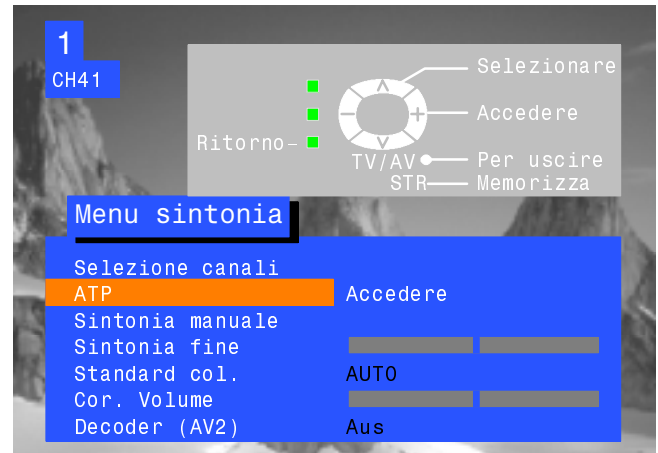 1
CH41
Selezionare
Accedere
Ritorno
TV/AV Per uscire
STR Memorizza
Menu sintonia
Selezione canali
ATP Accedere
Sintonia manuale
Sintonia fine
Standard col. AUTO
Cor. Volume
Decoder (AV2) Aus